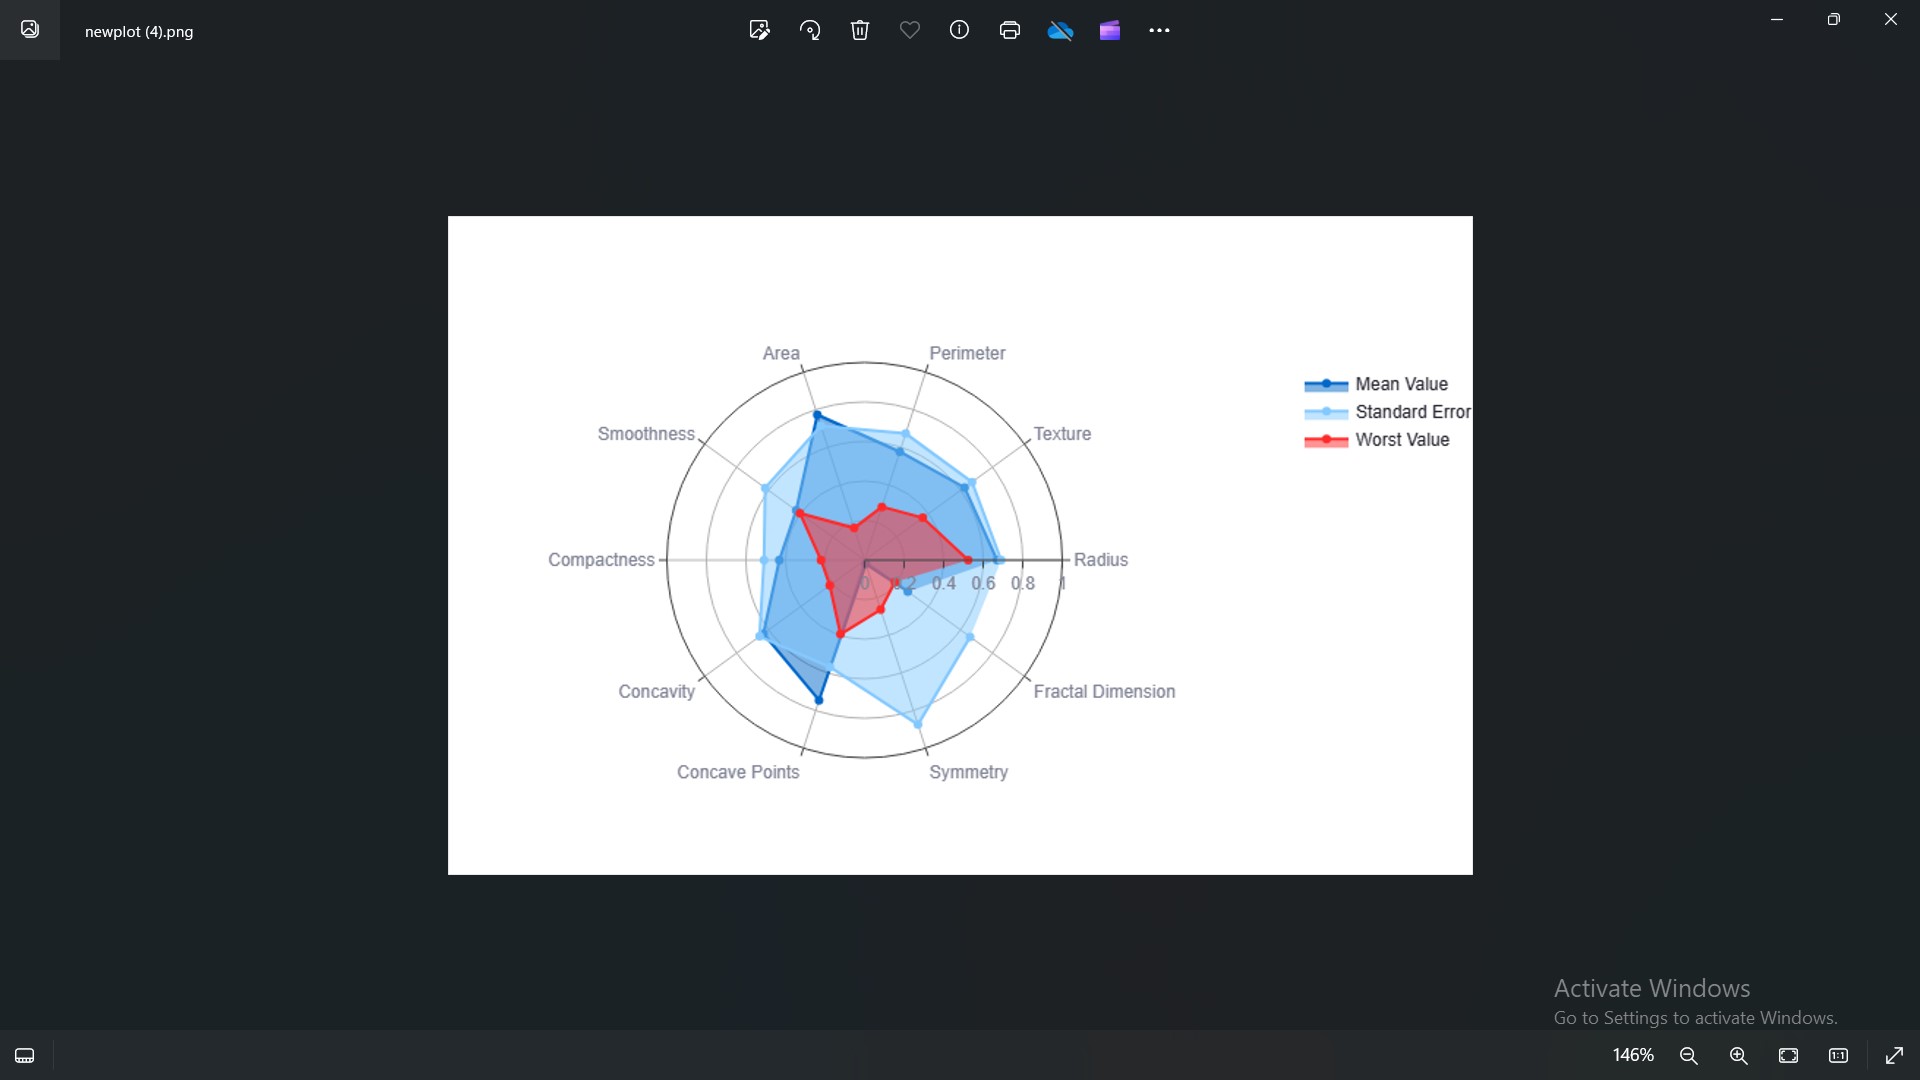 newplot (4).png
Area
Perimeter
Mean Value
Standard Error
Worst Value
Smoothness
Texture
Compactness
Radius
0 0.2 0.4 0.6 0.8 1
Concavity
Fractal Dimension
Concave Points
Symmetry
Activate Windows
Go to Settings to activate Windows.
146%
1:1